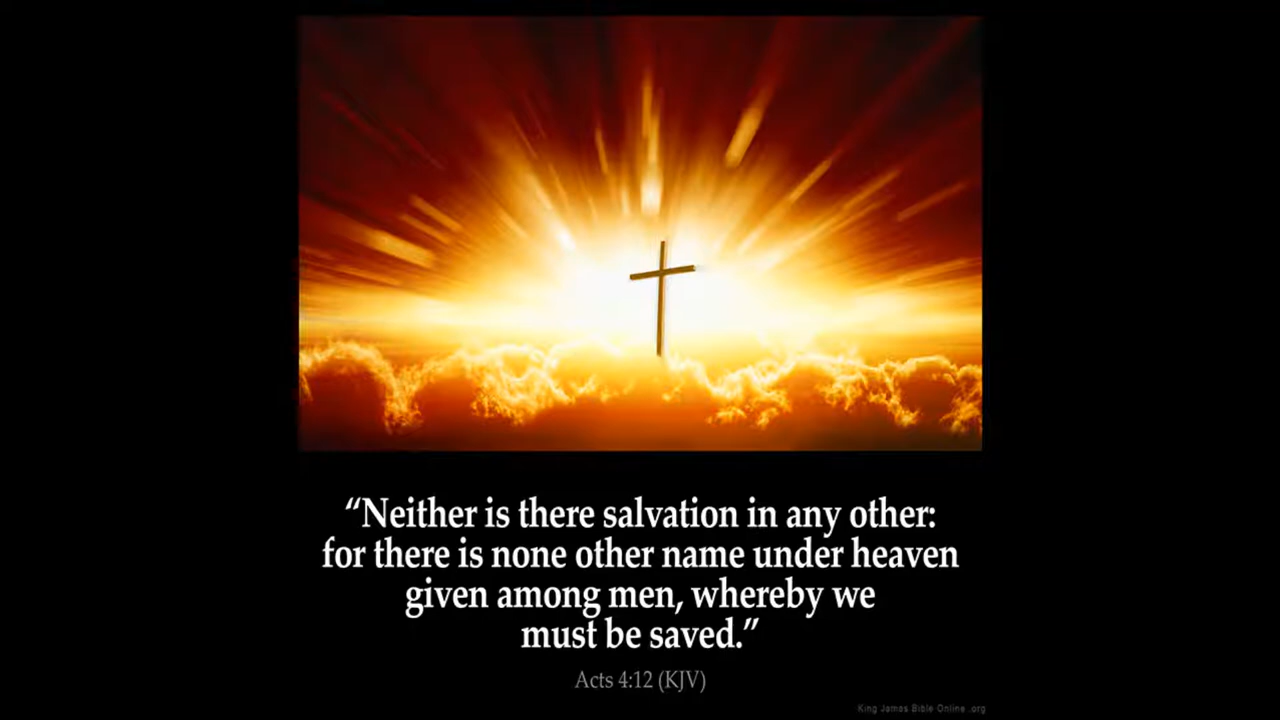 “Neither is there salvation in any other:
for there is none other name under heaven
given among men, whereby we
must be saved.”
Acts 4:12 (KJV)
King James Bible Online .org